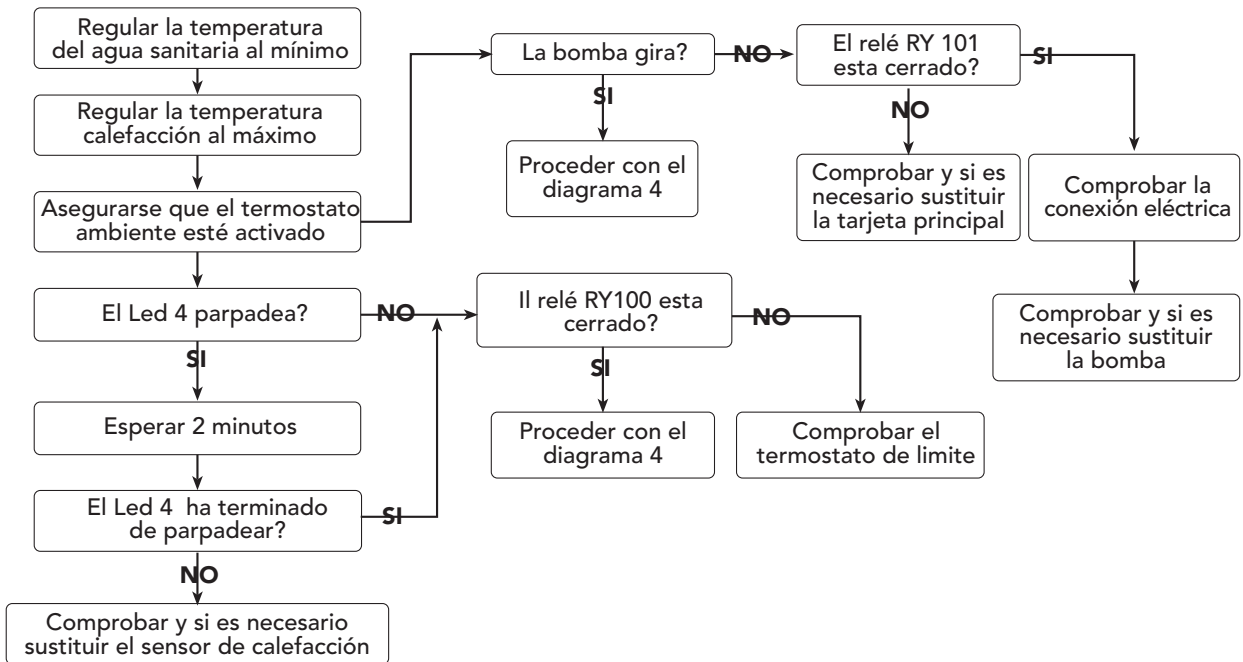 Regular la temperatura
del agua sanitaria al mínimo
Regular la temperatura
calefacción al máximo
Asegurarse que el termostato
ambiente esté activado
El Led 4 parpadea?
NO
SI
Esperar 2 minutos
El Led 4 ha terminado
de parpadear?
SI
NO
Comprobar y si es necesario
sustituir el sensor de calefacción
La bomba gira?
NO
SI
Proceder con el
diagrama 4
El relé RY 101
esta cerrado?
SI
NO
Comprobar y si es
necesario sustituir
la tarjeta principal
Comprobar la
conexión eléctrica
Comprobar y si es
necesario sustituir
la bomba
Il relé RY100 esta
cerrado?
NO
SI
Proceder con el
diagrama 4
Comprobar el
termostato de limite